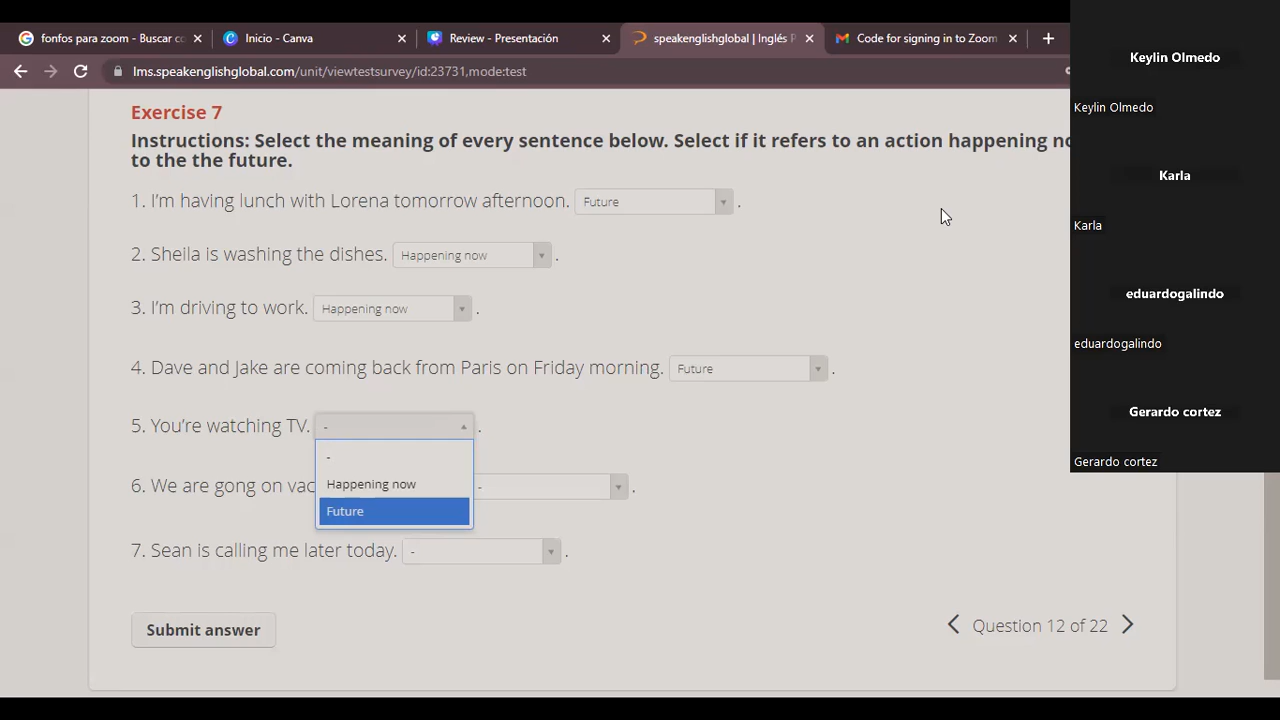 fonfos para zoom - Buscar co
Inicio - Canva
Review - Presentación
speakenglishglobal | Inglés P
Code for signing in to Zoom
lms.speakenglishglobal.com/unit/viewtestsurvey/id:23731,mode:test
Keylin Olmedo
Keylin Olmedo
Karla
Karla
eduardogalindo
eduardogalindo
Gerardo cortez
Gerardo cortez
Exercise 7
Instructions: Select the meaning of every sentence below. Select if it refers to an action happening no
to the the future.
1. I'm having lunch with Lorena tomorrow afternoon. Future .
2. Sheila is washing the dishes. Happening now .
3. I'm driving to work. Happening now .
4. Dave and Jake are coming back from Paris on Friday morning. Future .
5. You're watching TV. - .
-
Happening now
Future
6. We are gong on vac - .
7. Sean is calling me later today. - .
Submit answer
Question 12 of 22